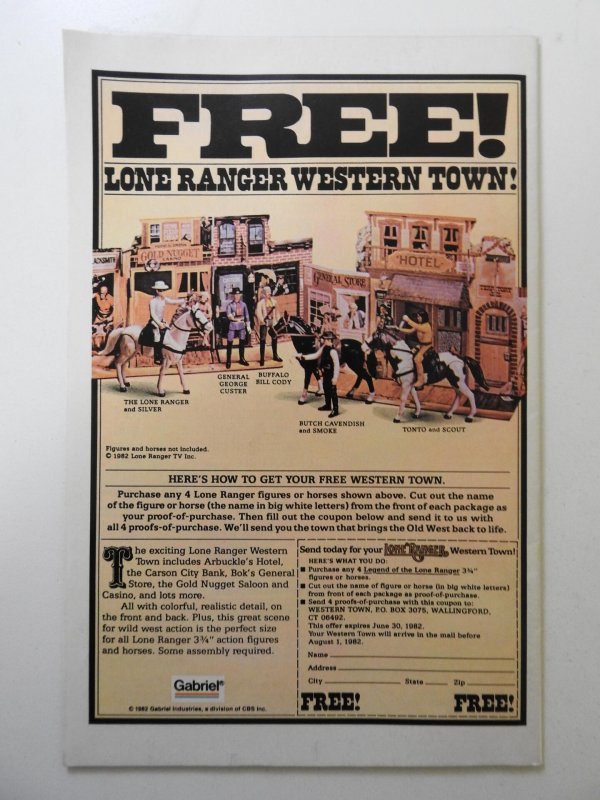 FREE!
LONE RANGER WESTERN TOWN!
GOLD NUGGET
GENERAL STORE
HOTEL
THE LONE RANGER
and SILVER
GENERAL
GEORGE
CUSTER
BUFFALO
BILL CODY
BUTCH CAVENDISH
and SMOKE
TONTO and SCOUT
Figures and horses not included.
© 1982 Lone Ranger TV Inc.
HERE'S HOW TO GET YOUR FREE WESTERN TOWN.
Purchase any 4 Lone Ranger figures or horses shown above. Cut out the name
of the figure or horse (the name in big white letters) from the front of each package as
your proof-of-purchase. Then fill out the coupon below and send it to us with
all 4 proofs-of-purchase. We'll send you the town that brings the Old West back to life.
The exciting Lone Ranger Western
Town includes Arbuckle's Hotel,
the Carson City Bank, Bok's General
Store, the Gold Nugget Saloon and
Casino, and lots more.
All with colorful, realistic detail, on
the front and back. Plus, this great scene
for wild west action is the perfect size
for all Lone Ranger 3¾" action figures
and horses. Some assembly required.
Gabriel®
© 1982 Gabriel Industries, a division of CBS Inc.
Send today for your LONE RANGER Western Town!
HERE'S WHAT YOU DO:
■ Purchase any 4 Legend of the Lone Ranger 3¾"
figures or horses.
■ Cut out name of figure or horse (in big white letters)
from front of each package as proof-of-purchase.
■ Send 4 proofs-of-purchase with this coupon to:
WESTERN TOWN, P.O. BOX 3075, WALLINGFORD,
CT 06492.
This offer expires June 30, 1982.
Your Western Town will arrive in the mail before
August 1, 1982.
Name
Address
City State Zip
FREE! FREE!